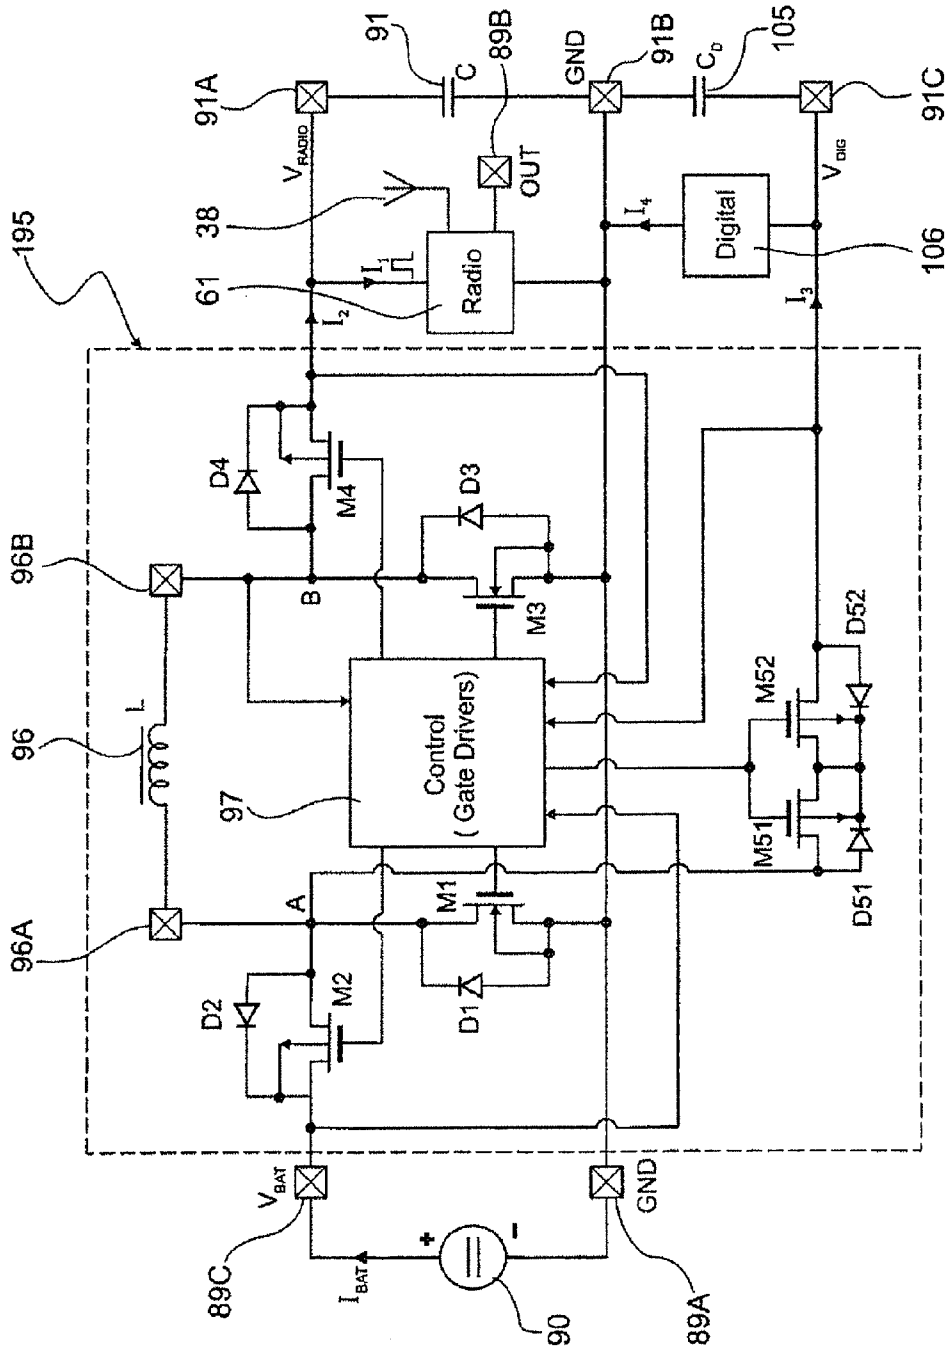 195
96A
96
L
96B
91A
V_RADIO
91
C
38
61
I_1
I_2
Radio
89B
OUT
GND
91B
C_D
105
91C
V_DIG
Digital
106
I_4
I_3
D4
M4
B
D3
M3
97
Control
( Gate Drivers)
A
M1
D1
D2
M2
M51
M52
D51
D52
89C
V_BAT
I_BAT
+
-
90
GND
89A